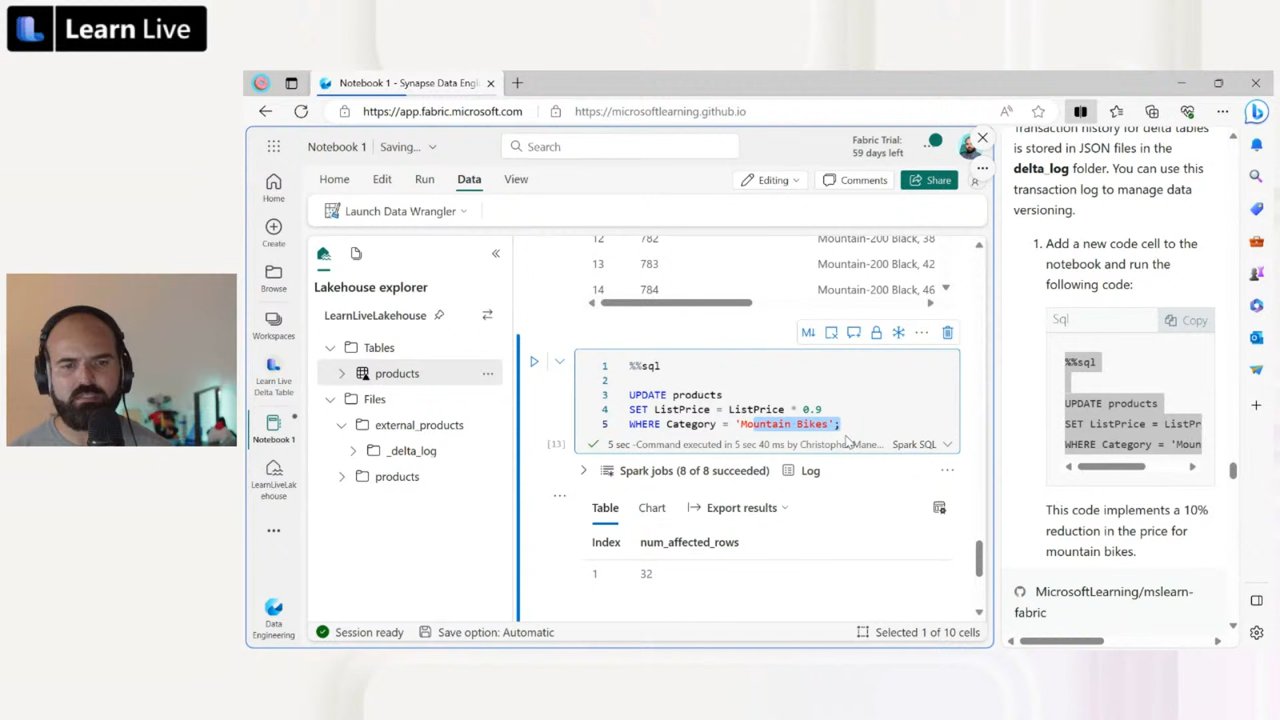 Learn Live
Notebook 1 - Synapse Data Engi
https://app.fabric.microsoft.com
https://microsoftlearning.github.io
Notebook 1
Saving...
Search
Fabric Trial:
59 days left
Home
Edit
Run
Data
View
Editing
Comments
Share
Launch Data Wrangler
Home
Create
Browse
Workspaces
Learn Live
Delta Table
Notebook 1
LearnLiveLak
ehouse
Data
Engineering
Lakehouse explorer
LearnLiveLakehouse
Tables
products
Files
external_products
_delta_log
products
12 782 Mountain-200 Black, 38
13 783 Mountain-200 Black, 42
14 784 Mountain-200 Black, 46
M↓
1 %%sql
2
3 UPDATE products
4 SET ListPrice = ListPrice * 0.9
5 WHERE Category = 'Mountain Bikes';
[13]
5 sec -Command executed in 5 sec 40 ms by Christophe Mane...
Spark SQL
Spark jobs (8 of 8 succeeded)
Log
Table
Chart
Export results
Index num_affected_rows
1 32
Session ready
Save option: Automatic
Selected 1 of 10 cells
Transaction history for delta tables
is stored in JSON files in the
delta_log folder. You can use this
transaction log to manage data
versioning.
1. Add a new code cell to the
notebook and run the
following code:
Sql
Copy
%%sql
UPDATE products
SET ListPrice = ListPr
WHERE Category = 'Moun
This code implements a 10%
reduction in the price for
mountain bikes.
MicrosoftLearning/mslearn-
fabric